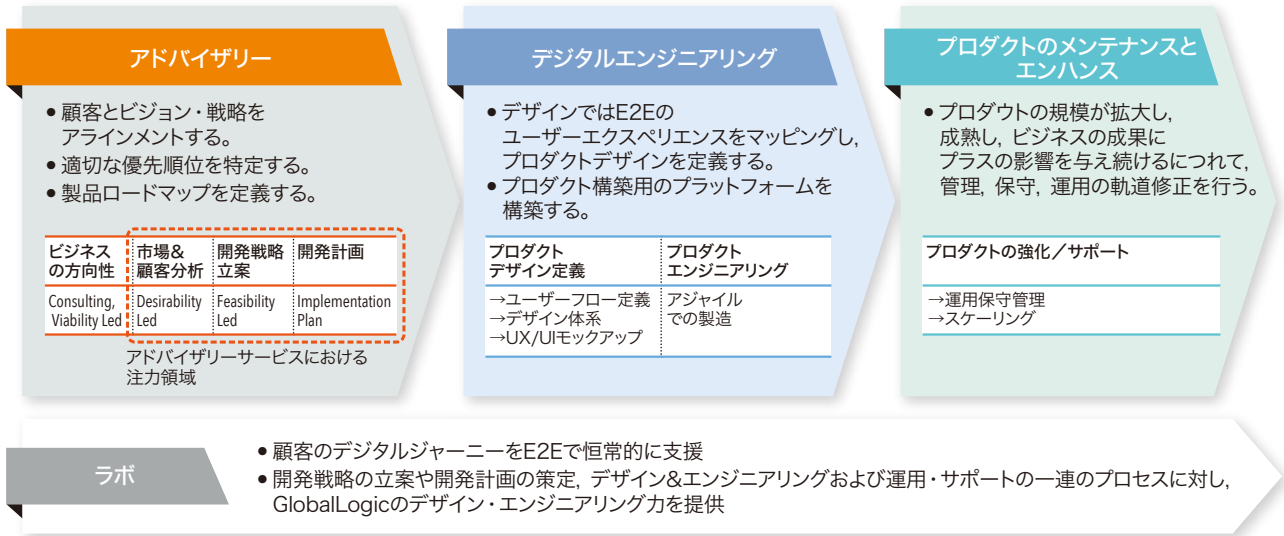 アドバイザリー
• 顧客とビジョン・戦略を
アラインメントする。
• 適切な優先順位を特定する。
• 製品ロードマップを定義する。
ビジネス
の方向性
市場&
顧客分析
開発戦略
立案
開発計画
Consulting,
Viability Led
Desirability
Led
Feasibility
Led
Implementation
Plan
アドバイザリーサービスにおける
注力領域
デジタルエンジニアリング
• デザインではE2Eの
ユーザーエクスペリエンスをマッピングし,
プロダクトデザインを定義する。
• プロダクト構築用のプラットフォームを
構築する。
プロダクト
デザイン定義
プロダクト
エンジニアリング
→ユーザーフロー定義
→デザイン体系
→UX/UIモックアップ
アジャイル
での製造
プロダクトのメンテナンスと
エンハンス
• プロダウトの規模が拡大し,
成熟し, ビジネスの成果に
プラスの影響を与え続けるにつれて,
管理, 保守, 運用の軌道修正を行う。
プロダクトの強化／サポート
→運用保守管理
→スケーリング
ラボ
• 顧客のデジタルジャーニーをE2Eで恒常的に支援
• 開発戦略の立案や開発計画の策定, デザイン&エンジニアリングおよび運用・サポートの一連のプロセスに対し,
GlobalLogicのデザイン・エンジニアリング力を提供